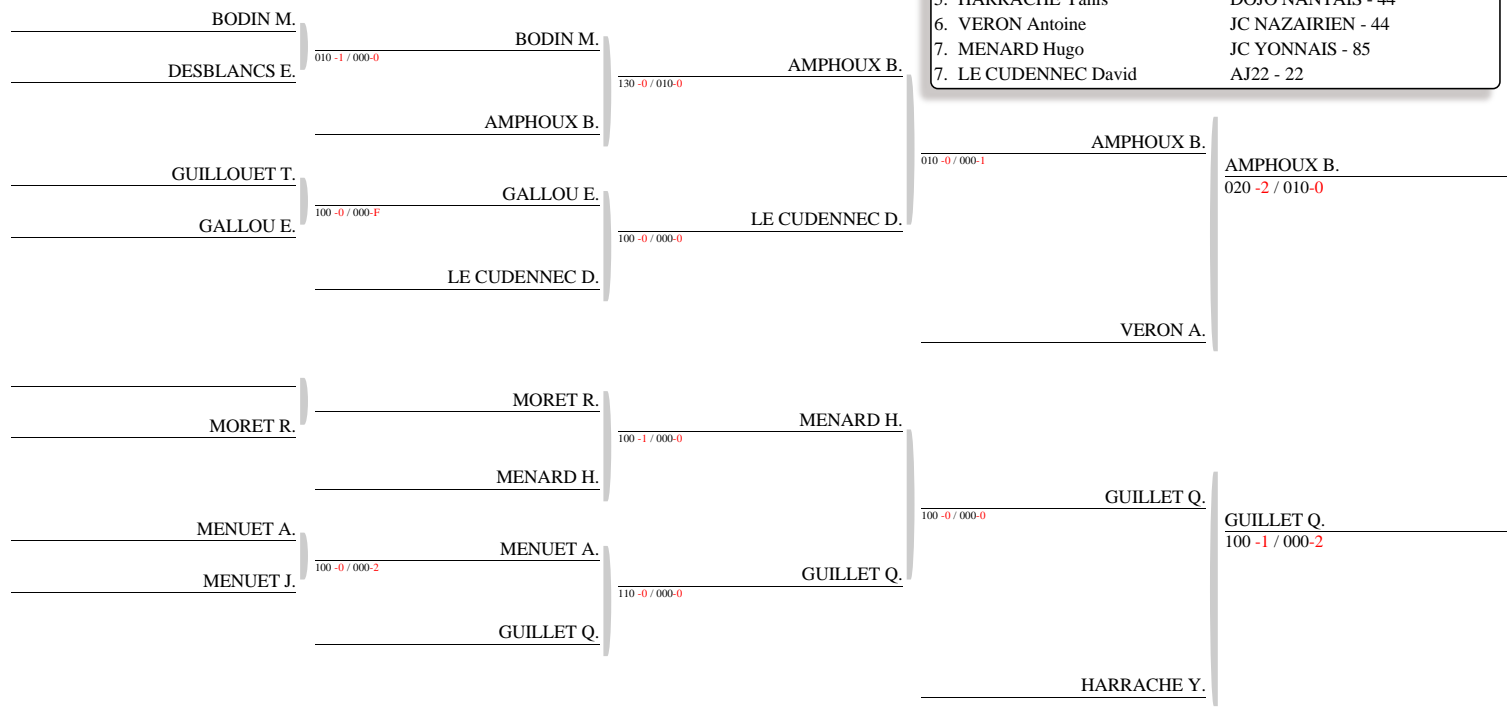 BODIN M.
DESBLANCS E.
GUILLOUET T.
GALLOU E.
MORET R.
MENUET A.
MENUET J.
BODIN M.
010 -1 / 000-0
AMPHOUX B.
GALLOU E.
100 -0 / 000-F
LE CUDENNEC D.
MORET R.
MENARD H.
MENUET A.
100 -0 / 000-2
GUILLET Q.
AMPHOUX B.
130 -0 / 010-0
LE CUDENNEC D.
100 -0 / 000-0
MENARD H.
100 -1 / 000-0
GUILLET Q.
110 -0 / 000-0
5. HARRACHE Yanis DOJO NANTAIS - 44
6. VERON Antoine JC NAZAIRIEN - 44
7. MENARD Hugo JC YONNAIS - 85
7. LE CUDENNEC David AJ22 - 22
AMPHOUX B.
010 -0 / 000-1
VERON A.
GUILLET Q.
100 -0 / 000-0
HARRACHE Y.
AMPHOUX B.
020 -2 / 010-0
GUILLET Q.
100 -1 / 000-2